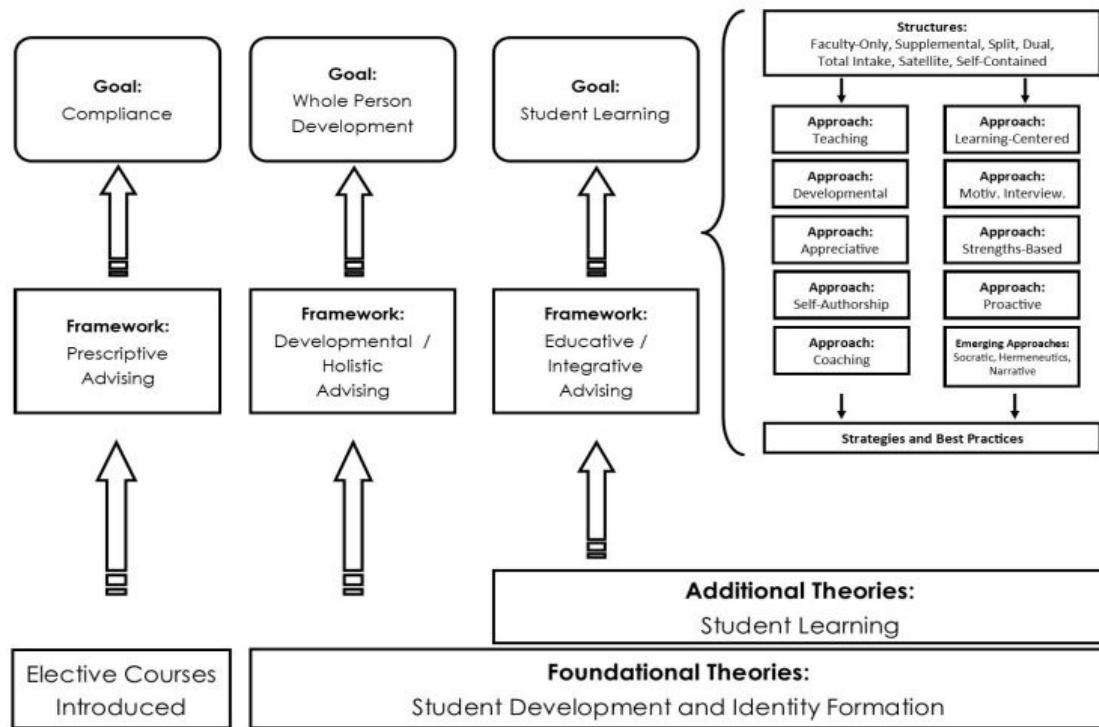 Goal:
Compliance
Goal:
Whole Person
Development
Goal:
Student Learning
Framework:
Prescriptive
Advising
Framework:
Developmental /
Holistic
Advising
Framework:
Educative /
Integrative
Advising
Structures:
Faculty-Only, Supplemental, Split, Dual,
Total Intake, Satellite, Self-Contained
Approach:
Teaching
Approach:
Learning-Centered
Approach:
Developmental
Approach:
Motiv. Interview.
Approach:
Appreciative
Approach:
Strengths-Based
Approach:
Self-Authorship
Approach:
Proactive
Approach:
Coaching
Emerging Approaches:
Socratic, Hermeneutics,
Narrative
Strategies and Best Practices
Additional Theories:
Student Learning
Elective Courses
Introduced
Foundational Theories:
Student Development and Identity Formation